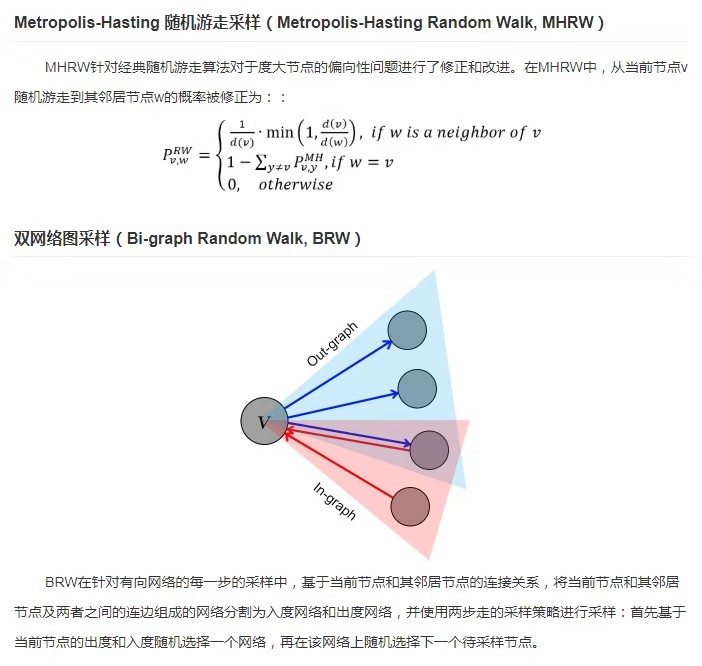 Metropolis-Hasting 随机游走采样（Metropolis-Hasting Random Walk, MHRW）
MHRW针对经典随机游走算法对于度大节点的偏向性问题进行了修正和改进。在MHRW中，从当前节点v
随机游走到其邻居节点w的概率被修正为：：
P_{v,w}^{RW} = { \frac{1}{d(v)} · min(1, \frac{d(v)}{d(w)}), if w is a neighbor of v
1 − ∑_{y≠v} P_{v,y}^{MH}, if w = v
0, otherwise
双网络图采样（Bi-graph Random Walk, BRW）
Out-graph
V
In-graph
BRW在针对有向网络的每一步的采样中，基于当前节点和其邻居节点的连接关系，将当前节点和其邻居
节点及两者之间的连边组成的网络分割为入度网络和出度网络，并使用两步走的采样策略进行采样：首先基于
当前节点的出度和入度随机选择一个网络，再在该网络上随机选择下一个待采样节点。